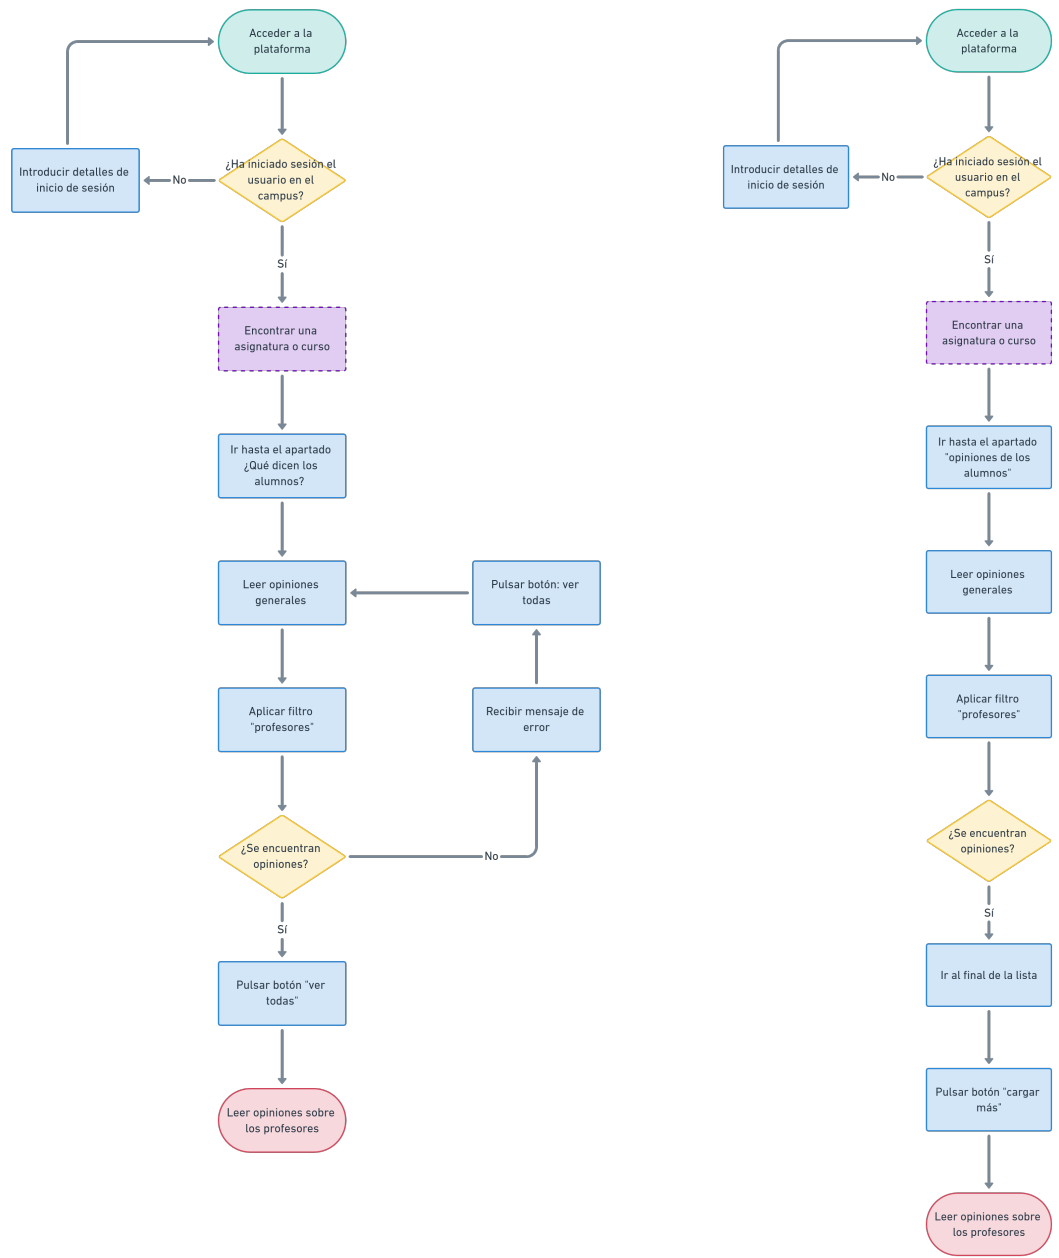 Acceder a la
plataforma
¿Ha iniciado sesión el
usuario en el
campus?
No
Introducir detalles de
inicio de sesión
Sí
Encontrar una
asignatura o curso
Ir hasta el apartado
¿Qué dicen los
alumnos?
Leer opiniones
generales
Pulsar botón: ver
todas
Aplicar filtro
"profesores"
Recibir mensaje de
error
¿Se encuentran
opiniones?
No
Sí
Pulsar botón "ver
todas"
Leer opiniones sobre
los profesores
Acceder a la
plataforma
¿Ha iniciado sesión el
usuario en el
campus?
No
Introducir detalles de
inicio de sesión
Sí
Encontrar una
asignatura o curso
Ir hasta el apartado
"opiniones de los
alumnos"
Leer opiniones
generales
Aplicar filtro
"profesores"
¿Se encuentran
opiniones?
Sí
Ir al final de la lista
Pulsar botón "cargar
más"
Leer opiniones sobre
los profesores